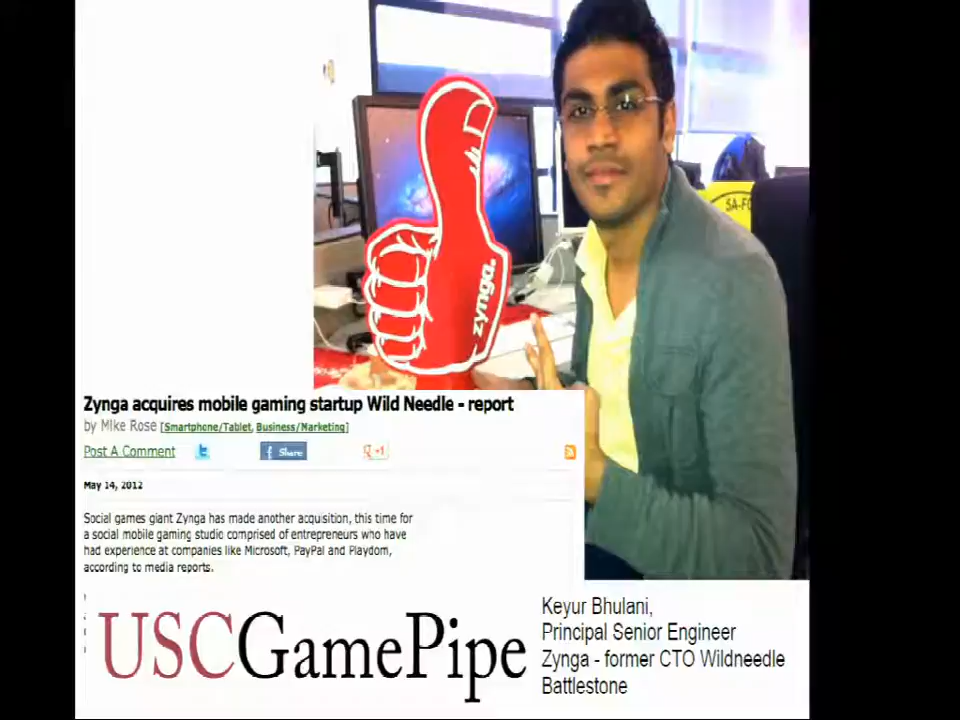 SA-FO
zynga.
Zynga acquires mobile gaming startup Wild Needle - report
by Mike Rose [Smartphone/Tablet, Business/Marketing]
Post A Comment
Share
+1
May 14, 2012
Social games giant Zynga has made another acquisition, this time for
a social mobile gaming studio comprised of entrepreneurs who have
had experience at companies like Microsoft, PayPal and Playdom,
according to media reports.
USCGamePipe
Keyur Bhulani,
Principal Senior Engineer
Zynga - former CTO Wildneedle
Battlestone